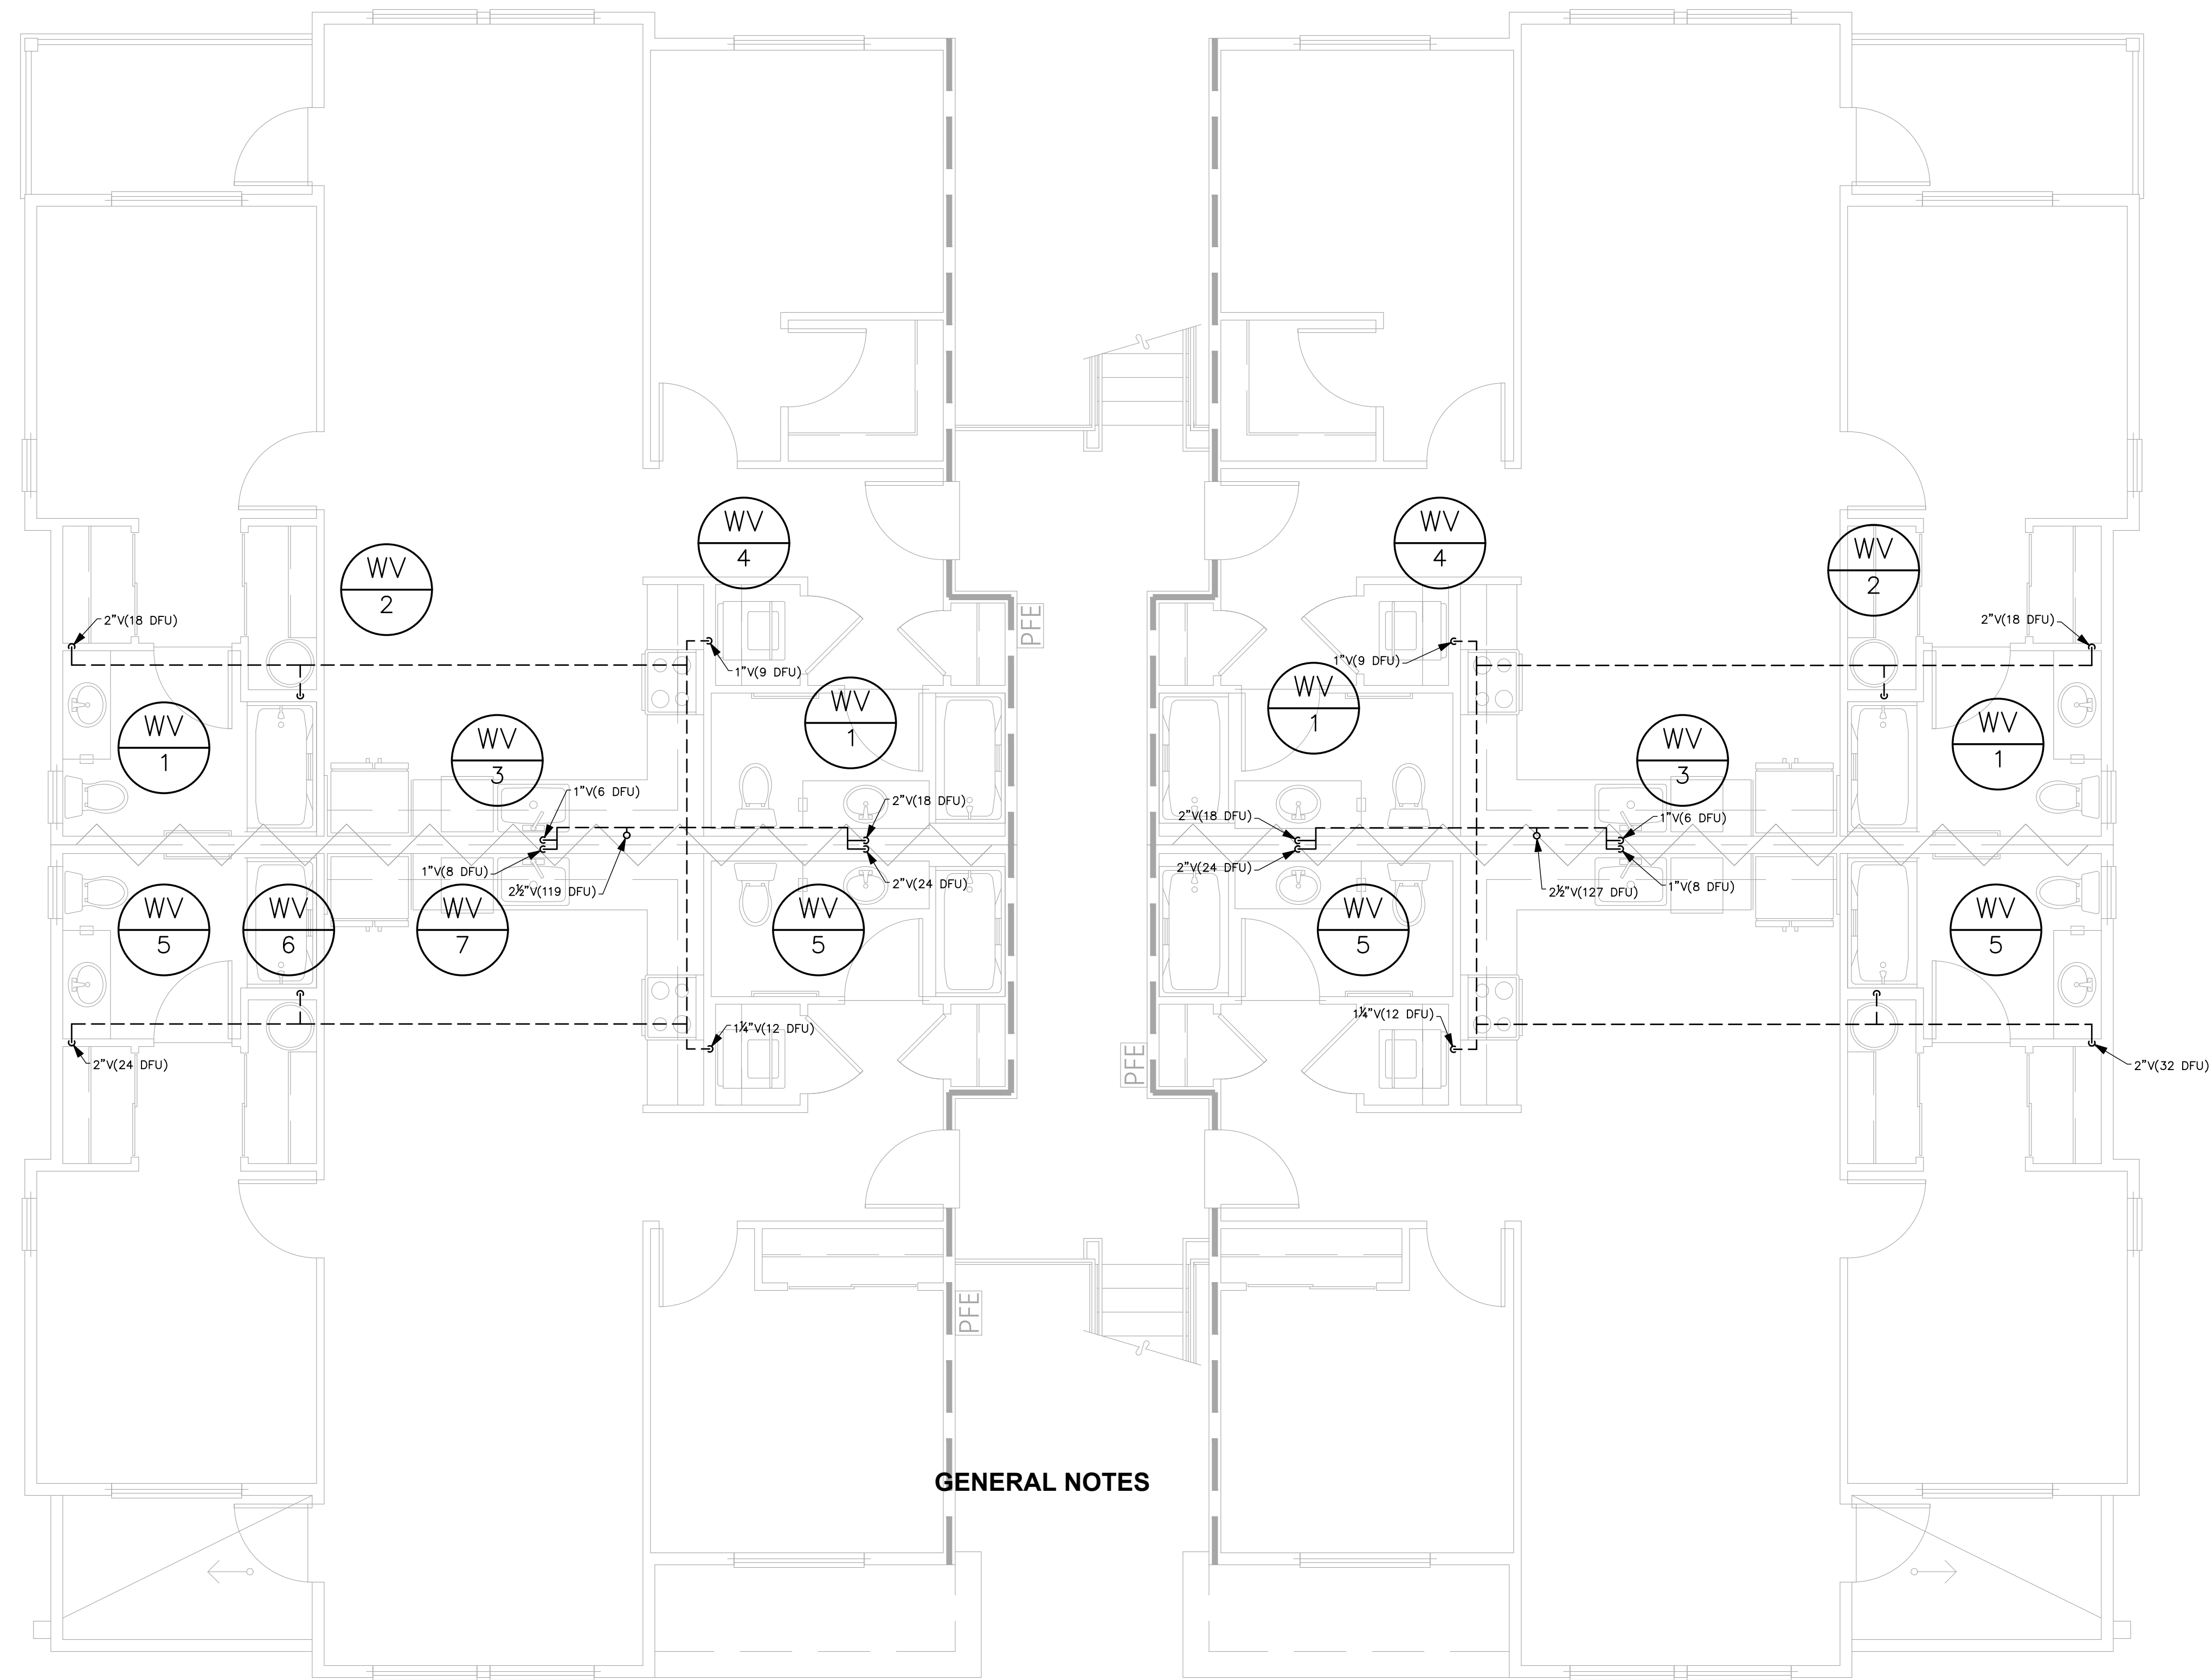 WV
4
WV
4
WV
2
WV
2
PFE
2"V(18 DFU)
2"V(18 DFU)
1"V(9 DFU)
1"V(9 DFU)
WV
1
WV
1
WV
1
WV
1
WV
3
WV
3
1"V(6 DFU)
2"V(18 DFU)
2"V(18 DFU)
1"V(6 DFU)
1"V(8 DFU)
2½"V(119 DFU)
2"V(24 DFU)
2"V(24 DFU)
2½"V(127 DFU)
1"V(8 DFU)
WV
5
WV
6
WV
7
WV
5
WV
5
WV
5
1¼"V(12 DFU)
1¼"V(12 DFU)
2"V(24 DFU)
PFE
2"V(32 DFU)
PFE
GENERAL NOTES